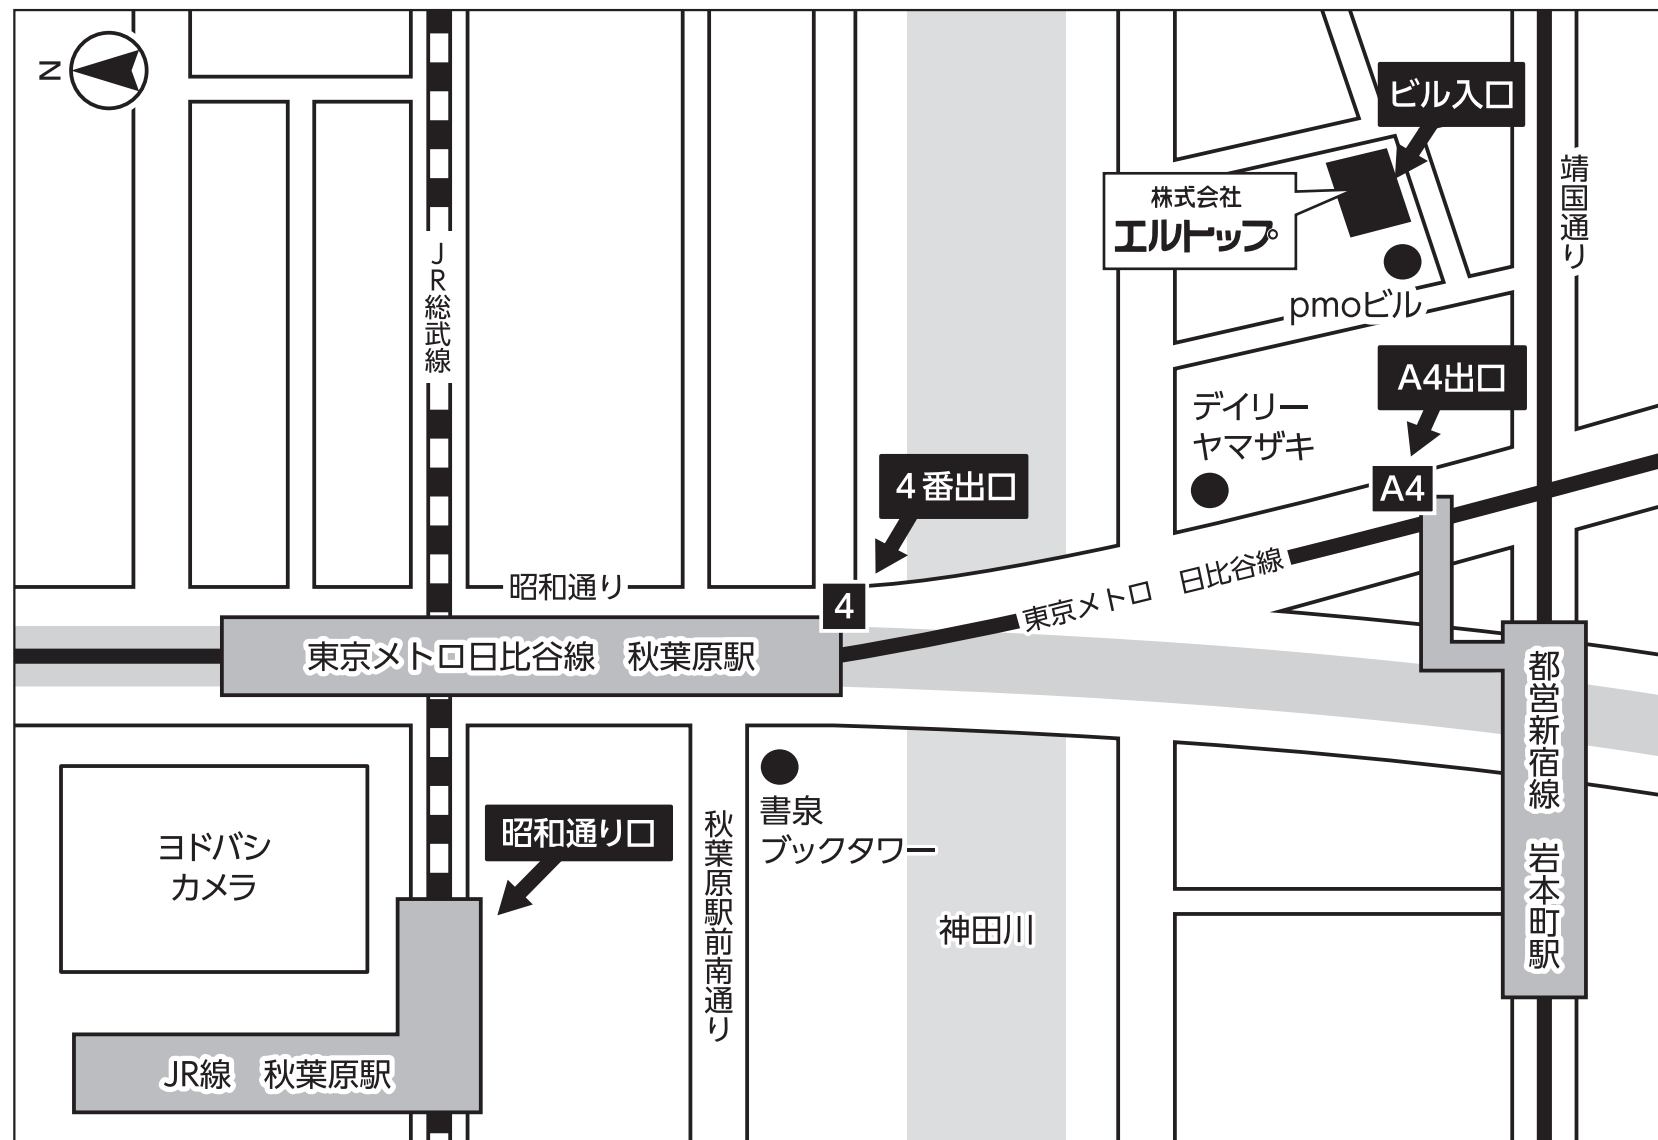 N
ビル入口
株式会社
エルトップ
靖国通り
JR総武線
pmoビル
A4出口
デイリー
ヤマザキ
A4
4番出口
昭和通り
4
東京メトロ 日比谷線
東京メトロ日比谷線 秋葉原駅
都営新宿線 岩本町駅
書泉
ブックタワー
昭和通り口
秋葉原駅前南通り
ヨドバシ
カメラ
神田川
JR線 秋葉原駅